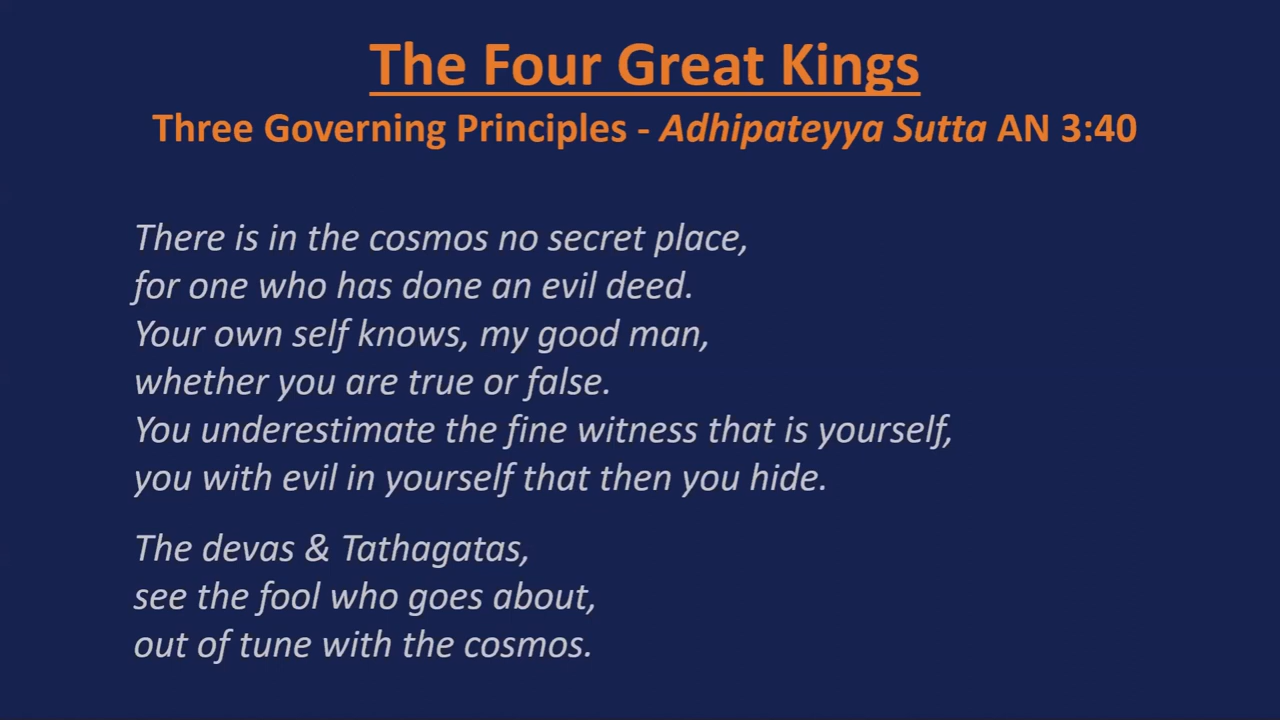 The Four Great Kings
Three Governing Principles - Adhipateyya Sutta AN 3:40
There is in the cosmos no secret place,
for one who has done an evil deed.
Your own self knows, my good man,
whether you are true or false.
You underestimate the fine witness that is yourself,
you with evil in yourself that then you hide.
The devas & Tathagatas,
see the fool who goes about,
out of tune with the cosmos.